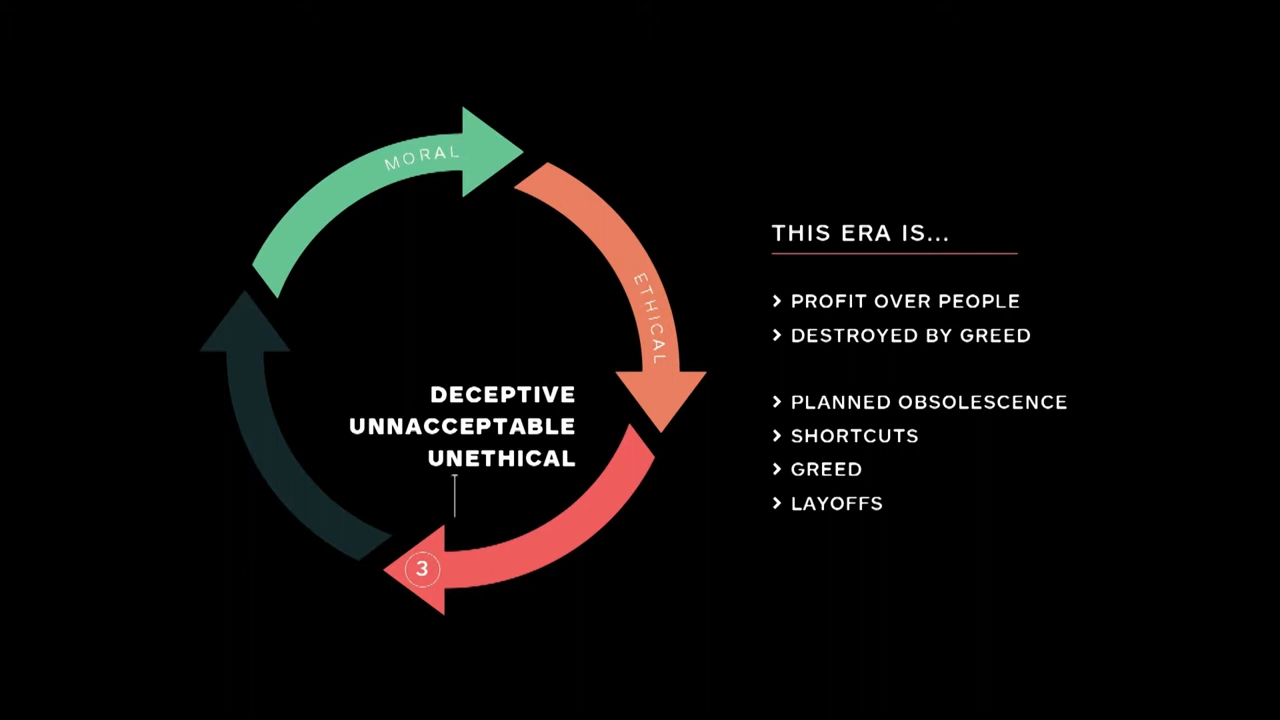 MORAL
ETHICAL
DECEPTIVE
UNNACCEPTABLE
UNETHICAL
3
THIS ERA IS...
PROFIT OVER PEOPLE
DESTROYED BY GREED
PLANNED OBSOLESCENCE
SHORTCUTS
GREED
LAYOFFS